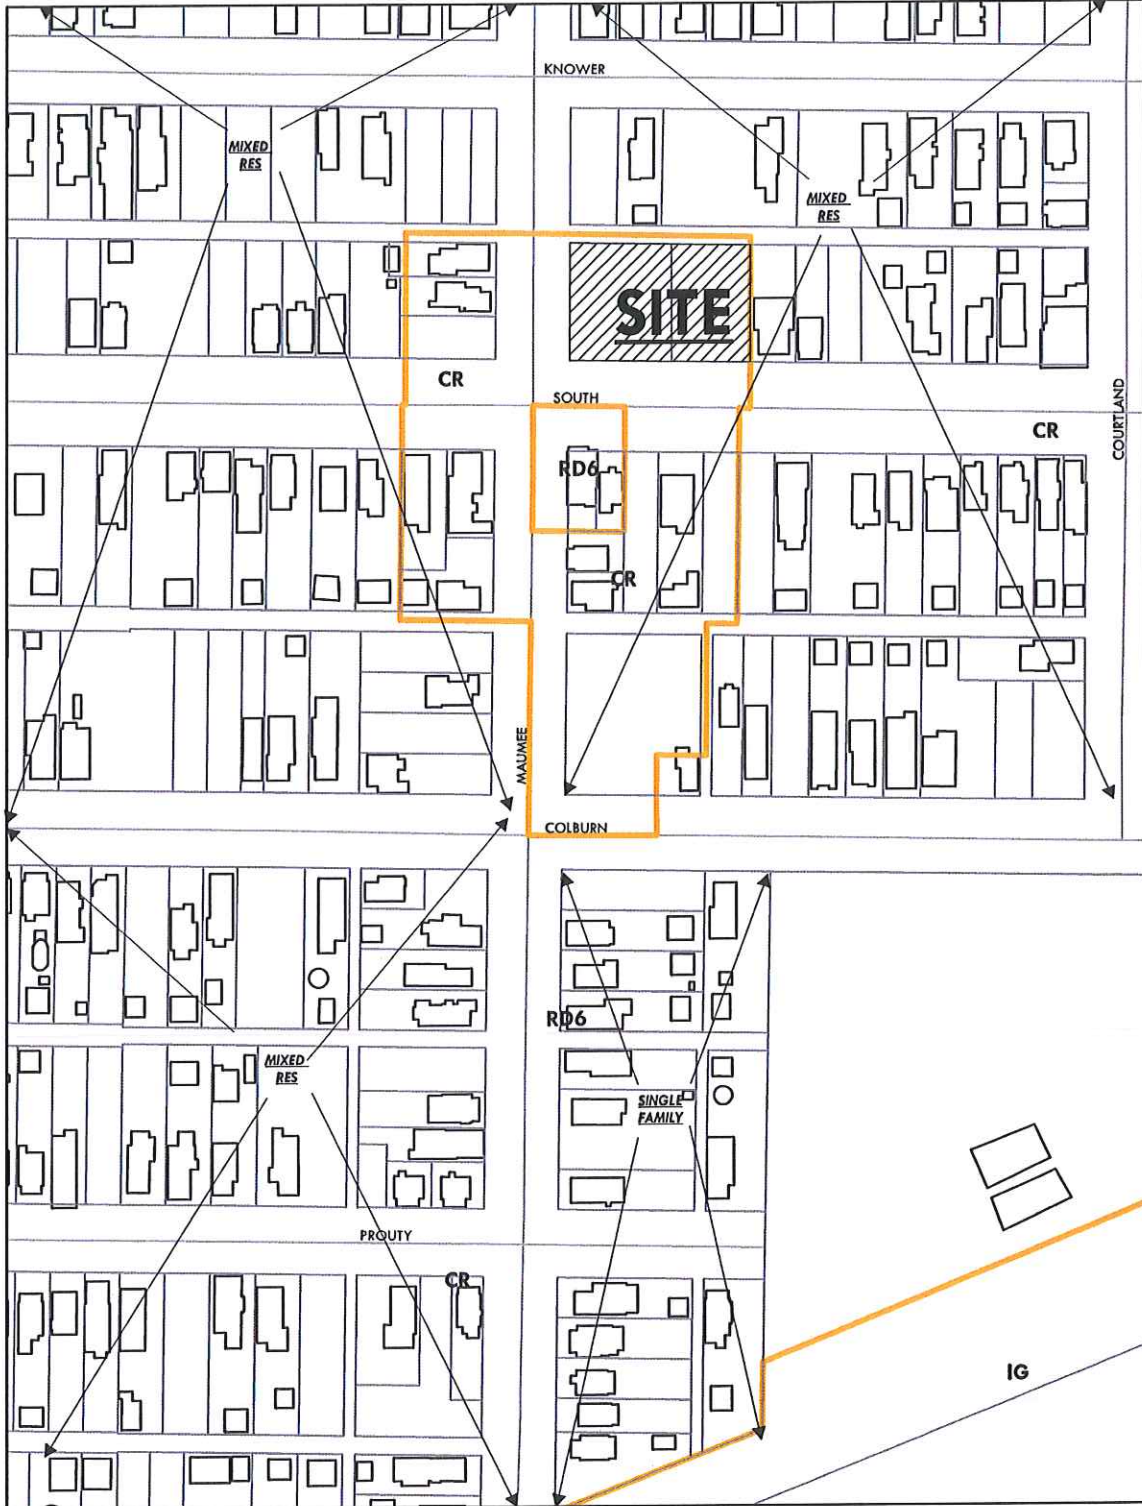 KNOWER
MIXED
RES
MIXED
RES
SITE
CR
SOUTH
CR
COURTLAND
RD6
CR
MAUMEE
COLBURN
RD6
MIXED
RES
SINGLE
FAMILY
PROUTY
CR
IG